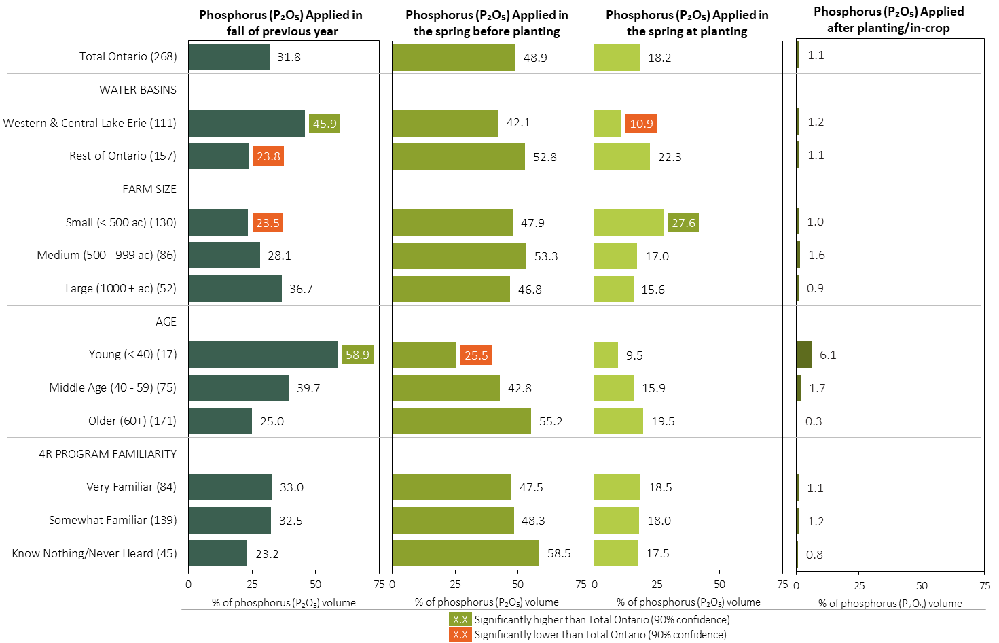 Phosphorus (P₂O₅) Applied in
fall of previous year
Phosphorus (P₂O₅) Applied in
the spring before planting
Phosphorus (P₂O₅) Applied in
the spring at planting
Phosphorus (P₂O₅) Applied
after planting/in-crop
Total Ontario (268) 31.8 48.9 18.2 1.1
WATER BASINS
Western & Central Lake Erie (111) 45.9 42.1 10.9 1.2
Rest of Ontario (157) 23.8 52.8 22.3 1.1
FARM SIZE
Small (< 500 ac) (130) 23.5 47.9 27.6 1.0
Medium (500 - 999 ac) (86) 28.1 53.3 17.0 1.6
Large (1000 + ac) (52) 36.7 46.8 15.6 0.9
AGE
Young (< 40) (17) 58.9 25.5 9.5 6.1
Middle Age (40 - 59) (75) 39.7 42.8 15.9 1.7
Older (60+) (171) 25.0 55.2 19.5 0.3
4R PROGRAM FAMILIARITY
Very Familiar (84) 33.0 47.5 18.5 1.1
Somewhat Familiar (139) 32.5 48.3 18.0 1.2
Know Nothing/Never Heard (45) 23.2 58.5 17.5 0.8
0 25 50 75 0 25 50 75 0 25 50 75 0 25 50 75
% of phosphorus (P₂O₅) volume % of phosphorus (P₂O₅) volume % of phosphorus (P₂O₅) volume % of phosphorus (P₂O₅) volume
X.X Significantly higher than Total Ontario (90% confidence)
X.X Significantly lower than Total Ontario (90% confidence)